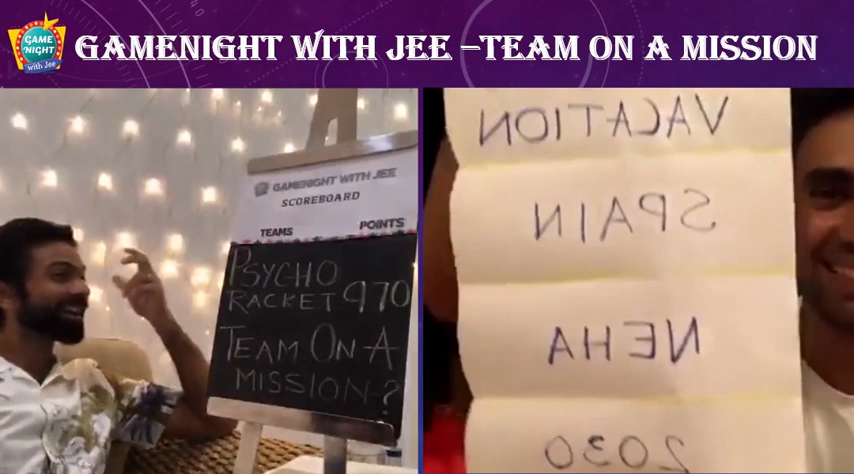 GAME
NIGHT
with Jee
GAMENIGHT WITH JEE –TEAM ON A MISSION
GAMENIGHT WITH JEE
SCOREBOARD
TEAMS POINTS
PSYCHO
RACKET 970
TEAM ON A
MISSION-?
VACATION
SPAIN
NEHA
2030